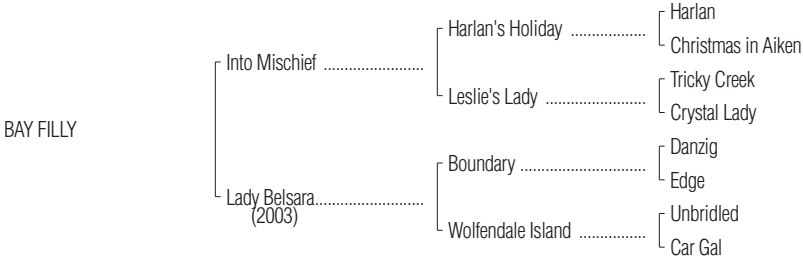 Harlan
Harlan's Holiday ..................
Christmas in Aiken
Into Mischief ........................
Tricky Creek
Leslie's Lady ........................
Crystal Lady
BAY FILLY
Danzig
Boundary ..............................
Edge
Lady Belsara..........................
(2003)
Unbridled
Wolfendale Island ................
Car Gal